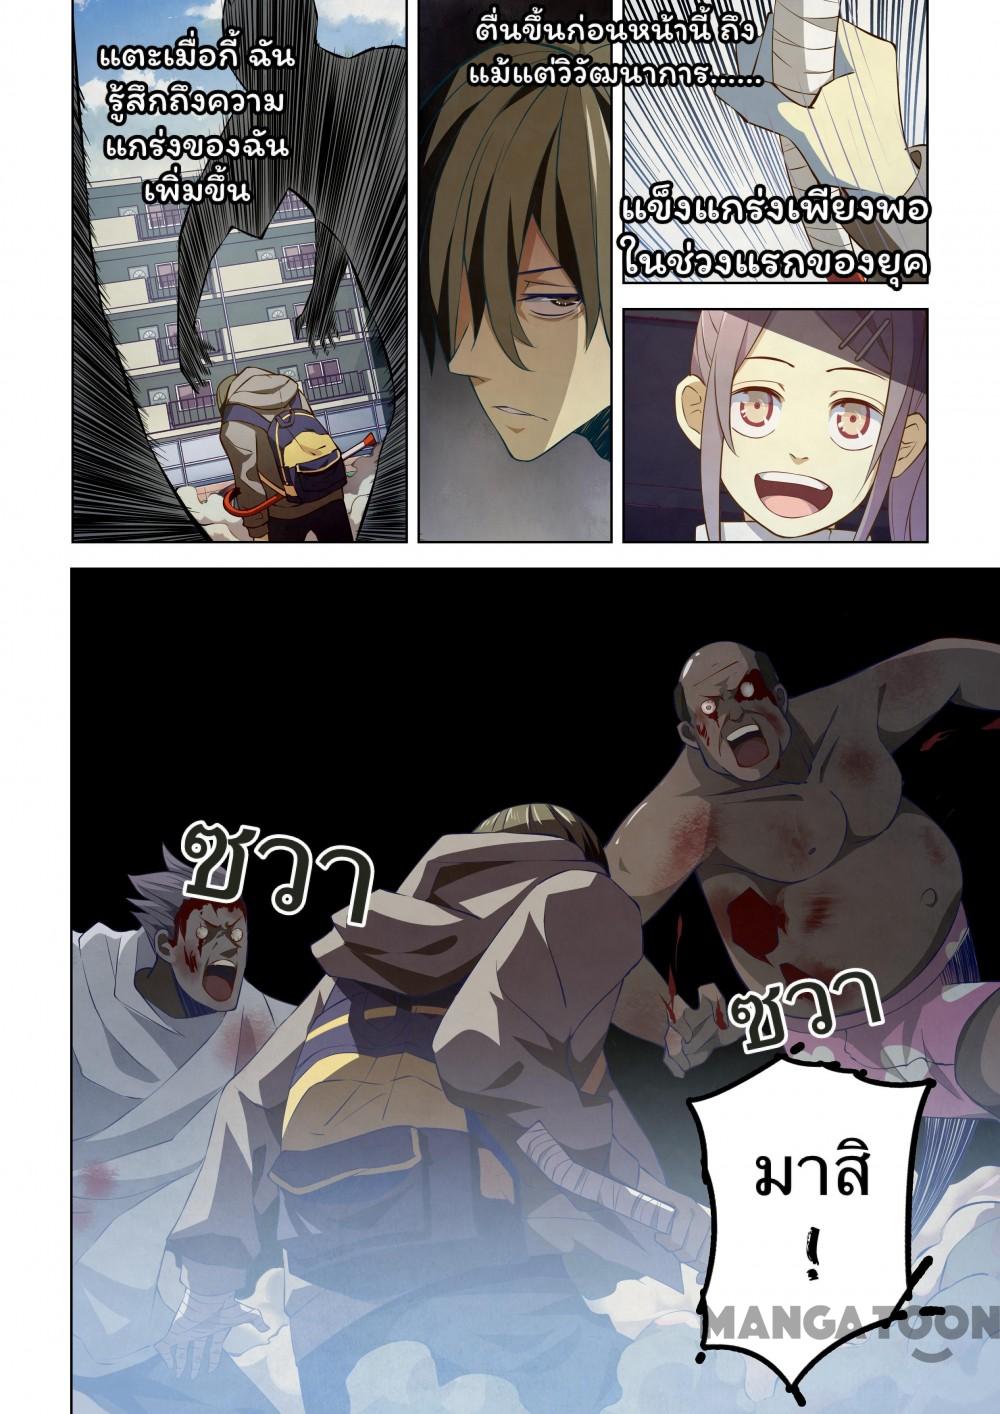 แตะเมื่อกี้ ฉัน
รู้สึกถึงความ
แกร่งของฉัน
เพิ่มขึ้น
ตื่นขึ้นก่อนหน้านี้ ถึง
แม้แต่วิวัฒนาการ......
แข็งแกร่งเพียงพอ
ในช่วงแรกของยุค
ซวา
ซวา
มาสิ
!
MANGATOON